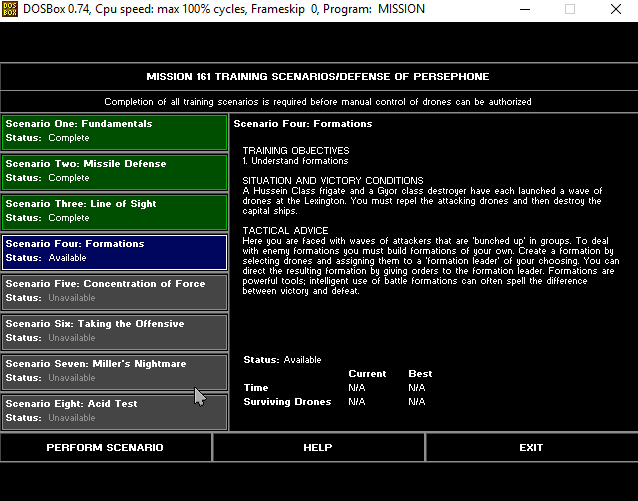 DOS BOX DOSBox 0.74, Cpu speed: max 100% cycles, Frameskip 0, Program: MISSION
MISSION 161 TRAINING SCENARIOS/DEFENSE OF PERSEPHONE
Completion of all training scenarios is required before manual control of drones can be authorized
Scenario One: Fundamentals
Status: Complete
Scenario Two: Missile Defense
Status: Complete
Scenario Three: Line of Sight
Status: Complete
Scenario Four: Formations
Status: Available
Scenario Five: Concentration of Force
Status: Unavailable
Scenario Six: Taking the Offensive
Status: Unavailable
Scenario Seven: Miller's Nightmare
Status: Unavailable
Scenario Eight: Acid Test
Status: Unavailable
Scenario Four: Formations
TRAINING OBJECTIVES
1. Understand formations
SITUATION AND VICTORY CONDITIONS
A Hussein Class frigate and a Gyor class destroyer have each launched a wave of
drones at the Lexington. You must repel the attacking drones and then destroy the
capital ships.
TACTICAL ADVICE
Here you are faced with waves of attackers that are 'bunched up' in groups. To deal
with enemy formations you must build formations of your own. Create a formation by
selecting drones and assigning them to a 'formation leader' of your choosing. You can
direct the resulting formation by giving orders to the formation leader. Formations are
powerful tools; intelligent use of battle formations can often spell the difference
between victory and defeat.
Status: Available
Current Best
Time N/A N/A
Surviving Drones N/A N/A
PERFORM SCENARIO HELP EXIT